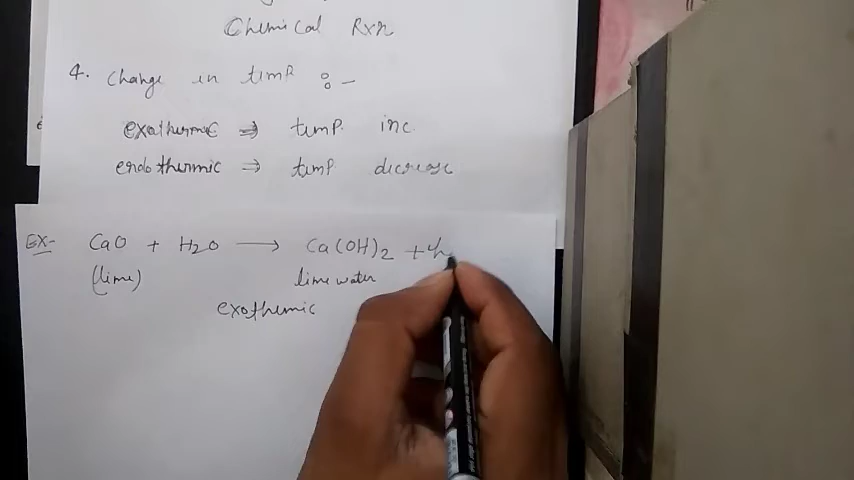 Chemical Rxn
4. Change in temp :-
exothermic ⇒ temp. inc
endothermic ⇒ temp decrease
EX- CaO + H2O ⟶ Ca(OH)2 + h
(lime) lime water
exothemic